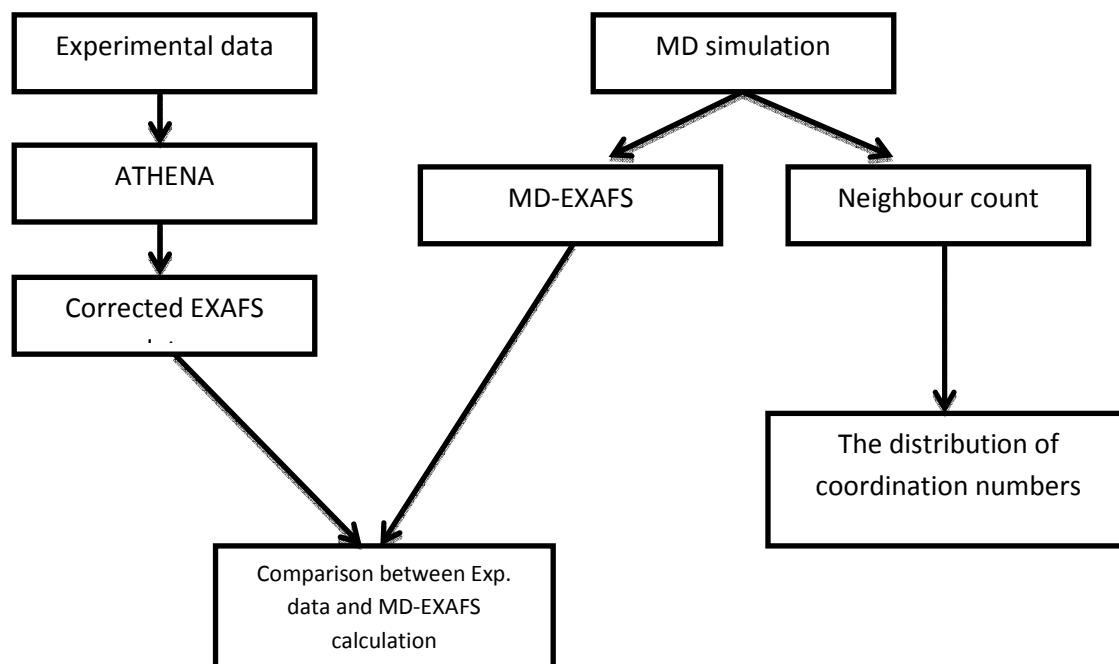 Experimental data
MD simulation
ATHENA
MD-EXAFS
Neighbour count
Corrected EXAFS
The distribution of
coordination numbers
Comparison between Exp.
data and MD-EXAFS
calculation